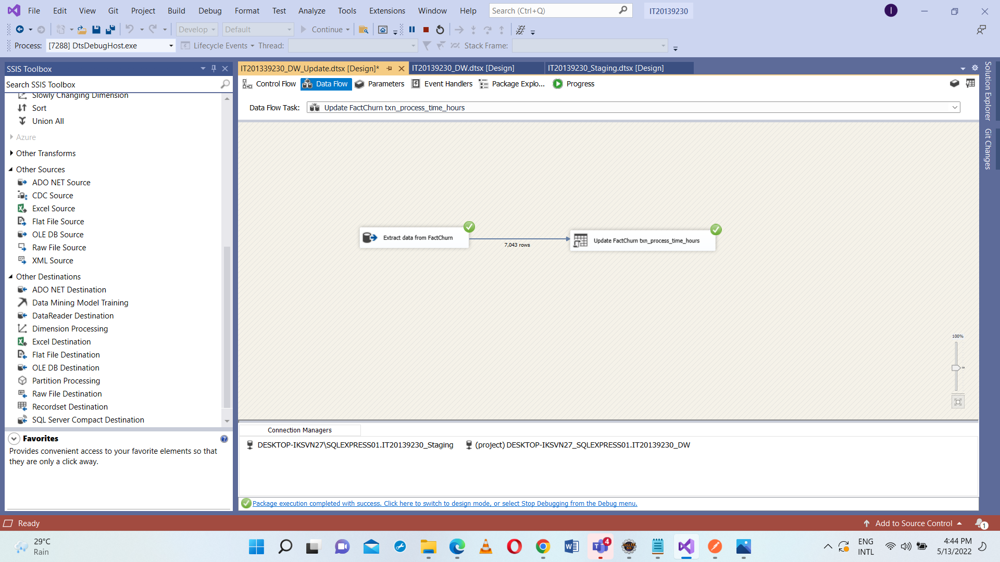 File Edit View Git Project Build Debug Format Test Analyze Tools Extensions Window Help Search (Ctrl+Q) IT20139230 I
Develop Default Continue
Process: [7288] DtsDebugHost.exe Lifecycle Events Thread: Stack Frame:
SSIS Toolbox
Search SSIS Toolbox
Slowly Changing Dimension
Sort
Union All
Azure
Other Transforms
Other Sources
ADO NET Source
CDC Source
Excel Source
Flat File Source
OLE DB Source
Raw File Source
XML Source
Other Destinations
ADO NET Destination
Data Mining Model Training
DataReader Destination
Dimension Processing
Excel Destination
Flat File Destination
OLE DB Destination
Partition Processing
Raw File Destination
Recordset Destination
SQL Server Compact Destination
Favorites
Provides convenient access to your favorite elements so that
they are only a click away.
IT201339230_DW_Update.dtsx [Design]* IT20139230_DW.dtsx [Design] IT20139230_Staging.dtsx [Design]
Control Flow Data Flow Parameters Event Handlers Package Explo... Progress
Data Flow Task: Update FactChurn txn_process_time_hours
Extract data from FactChurn
7,043 rows
Update FactChurn txn_process_time_hours
100%
Connection Managers
DESKTOP-IKSVN27\SQLEXPRESS01.IT20139230_Staging (project) DESKTOP-IKSVN27_SQLEXPRESS01.IT20139230_DW
Package execution completed with success. Click here to switch to design mode, or select Stop Debugging from the Debug menu.
Solution Explorer
Git Changes
Ready Add to Source Control 1
29°C
Rain
4
ENG
INTL
4:44 PM
5/13/2022